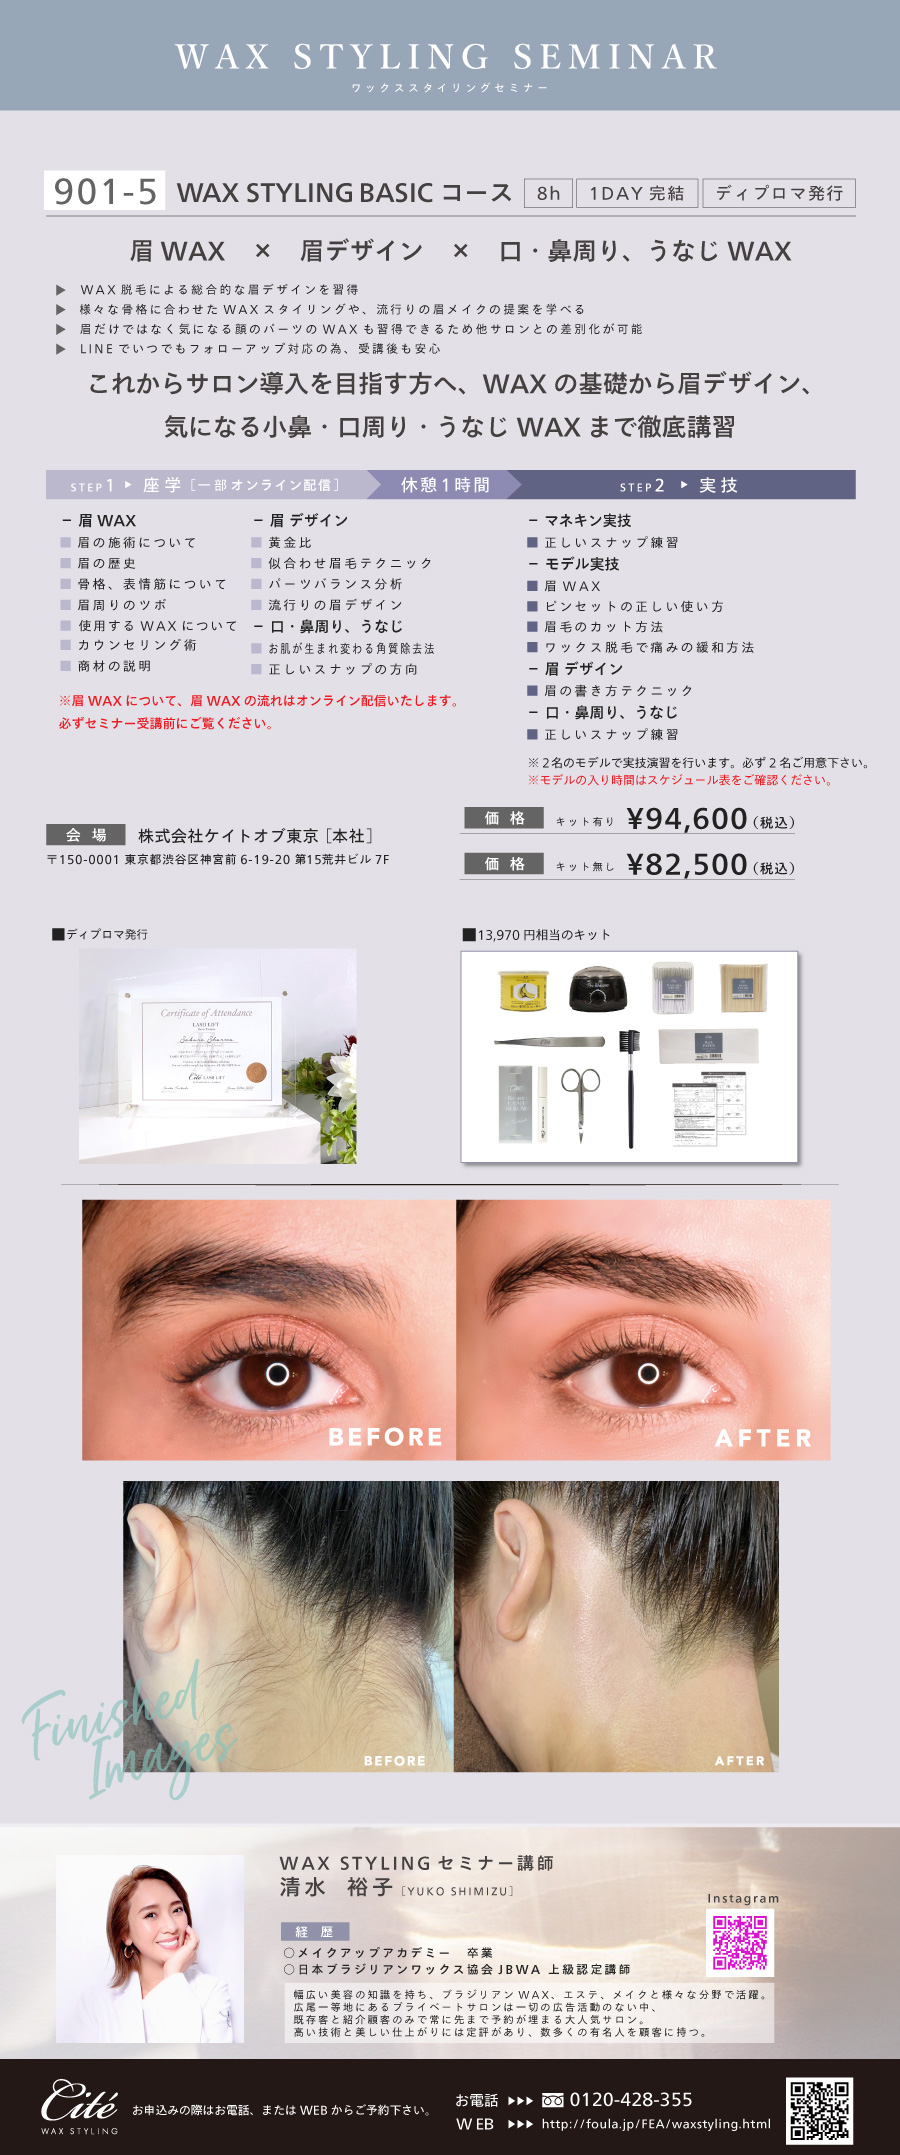 WAX STYLING SEMINAR
ワックススタイリングセミナー
901-5 WAX STYLING BASIC コース 8h 1DAY 完結 ディプロマ発行
眉 WAX × 眉デザイン × 口・鼻周り、うなじ WAX
▶ WAX 脱毛による総合的な眉デザインを習得
▶ 様々な骨格に合わせた WAX スタイリングや、流行りの眉メイクの提案を学べる
▶ 眉だけではなく気になる顔のパーツの WAX も習得できるため他サロンとの差別化が可能
▶ LINE でいつでもフォローアップ対応の為、受講後も安心
これからサロン導入を目指す方へ、WAX の基礎から眉デザイン、
気になる小鼻・口周り・うなじ WAX まで徹底講習
STEP1 ▶ 座学［一部オンライン配信］ 休憩1時間 STEP2 ▶ 実技
− 眉 WAX
■ 眉の施術について
■ 眉の歴史
■ 骨格、表情筋について
■ 眉周りのツボ
■ 使用する WAX について
■ カウンセリング術
■ 商材の説明
− 眉 デザイン
■ 黄金比
■ 似合わせ眉毛テクニック
■ パーツバランス分析
■ 流行りの眉デザイン
− 口・鼻周り、うなじ
■ お肌が生まれ変わる角質除去法
■ 正しいスナップの方向
※眉 WAX について、眉 WAX の流れはオンライン配信いたします。
必ずセミナー受講前にご覧ください。
− マネキン実技
■ 正しいスナップ練習
− モデル実技
■ 眉 WAX
■ ピンセットの正しい使い方
■ 眉毛のカット方法
■ ワックス脱毛で痛みの緩和方法
− 眉 デザイン
■ 眉の書き方テクニック
− 口・鼻周り、うなじ
■ 正しいスナップ練習
※２名のモデルで実技演習を行います。必ず２名ご用意下さい。
※モデルの入り時間はスケジュール表をご確認ください。
会 場 株式会社ケイトオブ東京［本社］
〒150-0001 東京都渋谷区神宮前 6-19-20 第15荒井ビル 7F
価 格 キット有り ¥94,600（税込）
価 格 キット無し ¥82,500（税込）
■ディプロマ発行
Certificate of Attendance
LASH LIFT
Cité LASH LIFT
■13,970 円相当のキット
BEFORE
AFTER
BEFORE
AFTER
Finished
Images
WAX STYLING セミナー講師
清水 裕子［YUKO SHIMIZU］
経 歴
○メイクアップアカデミー 卒業
○日本ブラジリアンワックス協会 JBWA 上級認定講師
幅広い美容の知識を持ち、ブラジリアン WAX、エステ、メイクと様々な分野で活躍。
広尾一等地にあるプライベートサロンは一切の広告活動のない中、
既存客と紹介顧客のみで常に先まで予約が埋まる大人気サロン。
高い技術と美しい仕上がりには定評があり、数多くの有名人を顧客に持つ。
Instagram
Cité
WAX STYLING
お申込みの際はお電話、または WEB からご予約下さい。
お電話 ▶▶▶ 0120-428-355
WEB ▶▶▶ http://foula.jp/FEA/waxstyling.html